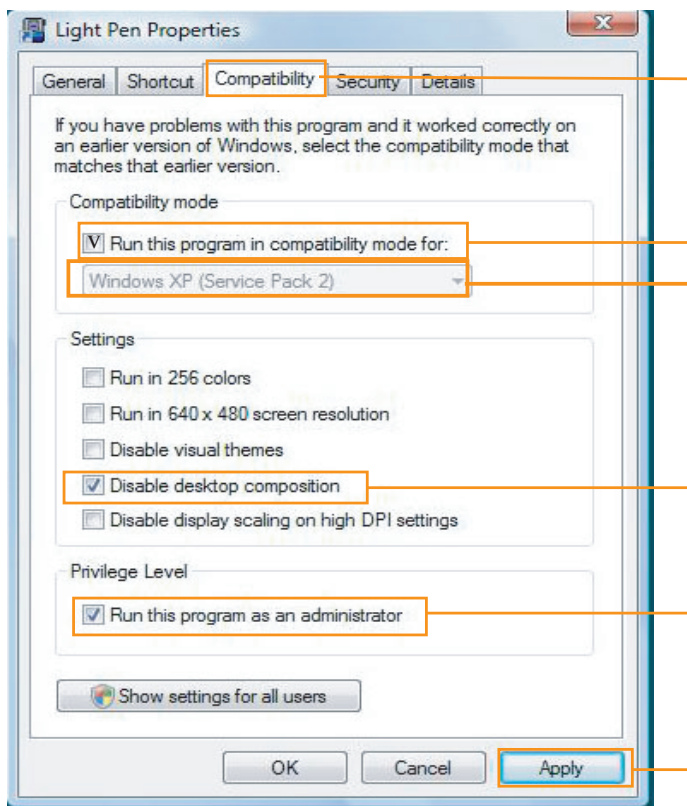 Light Pen Properties
General Shortcut Compatibility Security Details
If you have problems with this program and it worked correctly on
an earlier version of Windows, select the compatibility mode that
matches that earlier version.
Compatibility mode
V Run this program in compatibility mode for:
Windows XP (Service Pack 2)
Settings
Run in 256 colors
Run in 640 x 480 screen resolution
Disable visual themes
Disable desktop composition
Disable display scaling on high DPI settings
Privilege Level
Run this program as an administrator
Show settings for all users
OK Cancel Apply